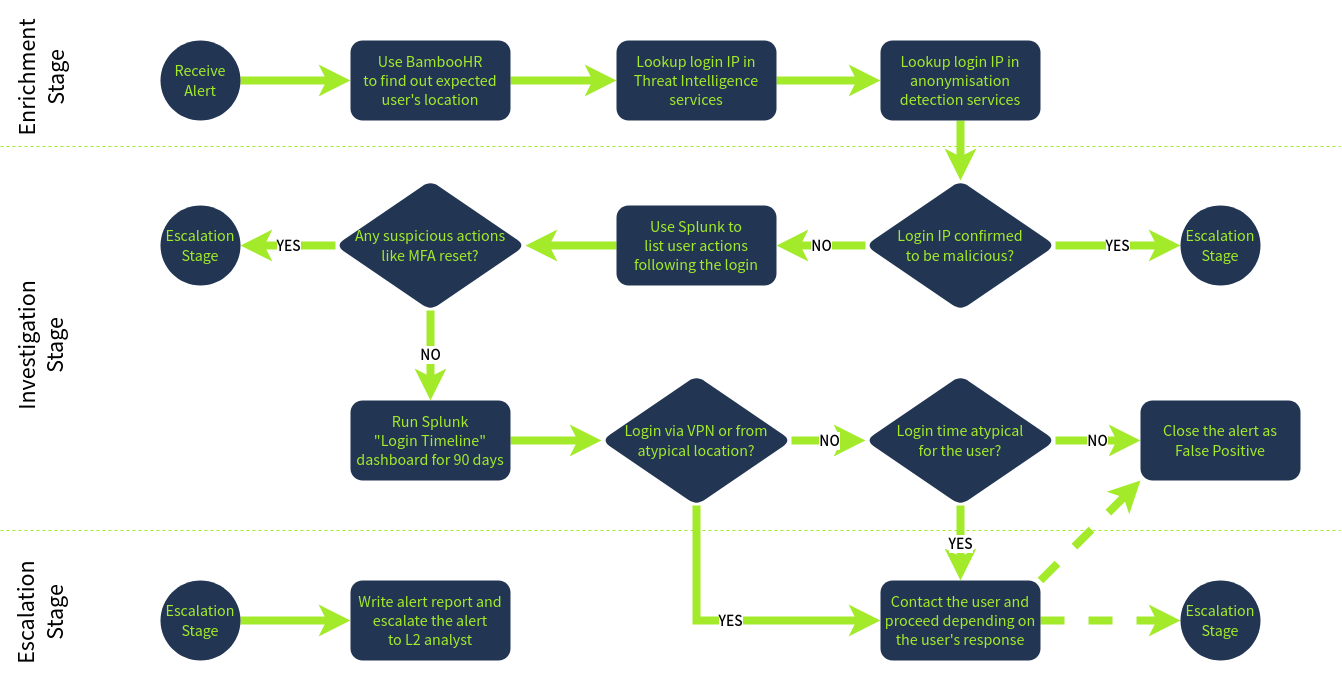 Enrichment
Stage
Receive
Alert
Use BambooHR
to find out expected
user's location
Lookup login IP in
Threat Intelligence
services
Lookup login IP in
anonymisation
detection services
Investigation
Stage
Escalation
Stage
YES
Any suspicious actions
like MFA reset?
Use Splunk to
list user actions
following the login
NO
Login IP confirmed
to be malicious?
YES
Escalation
Stage
NO
Run Splunk
"Login Timeline"
dashboard for 90 days
Login via VPN or from
atypical location?
NO
Login time atypical
for the user?
NO
Close the alert as
False Positive
YES
Escalation
Stage
Escalation
Stage
Write alert report and
escalate the alert
to L2 analyst
YES
Contact the user and
proceed depending on
the user's response
Escalation
Stage